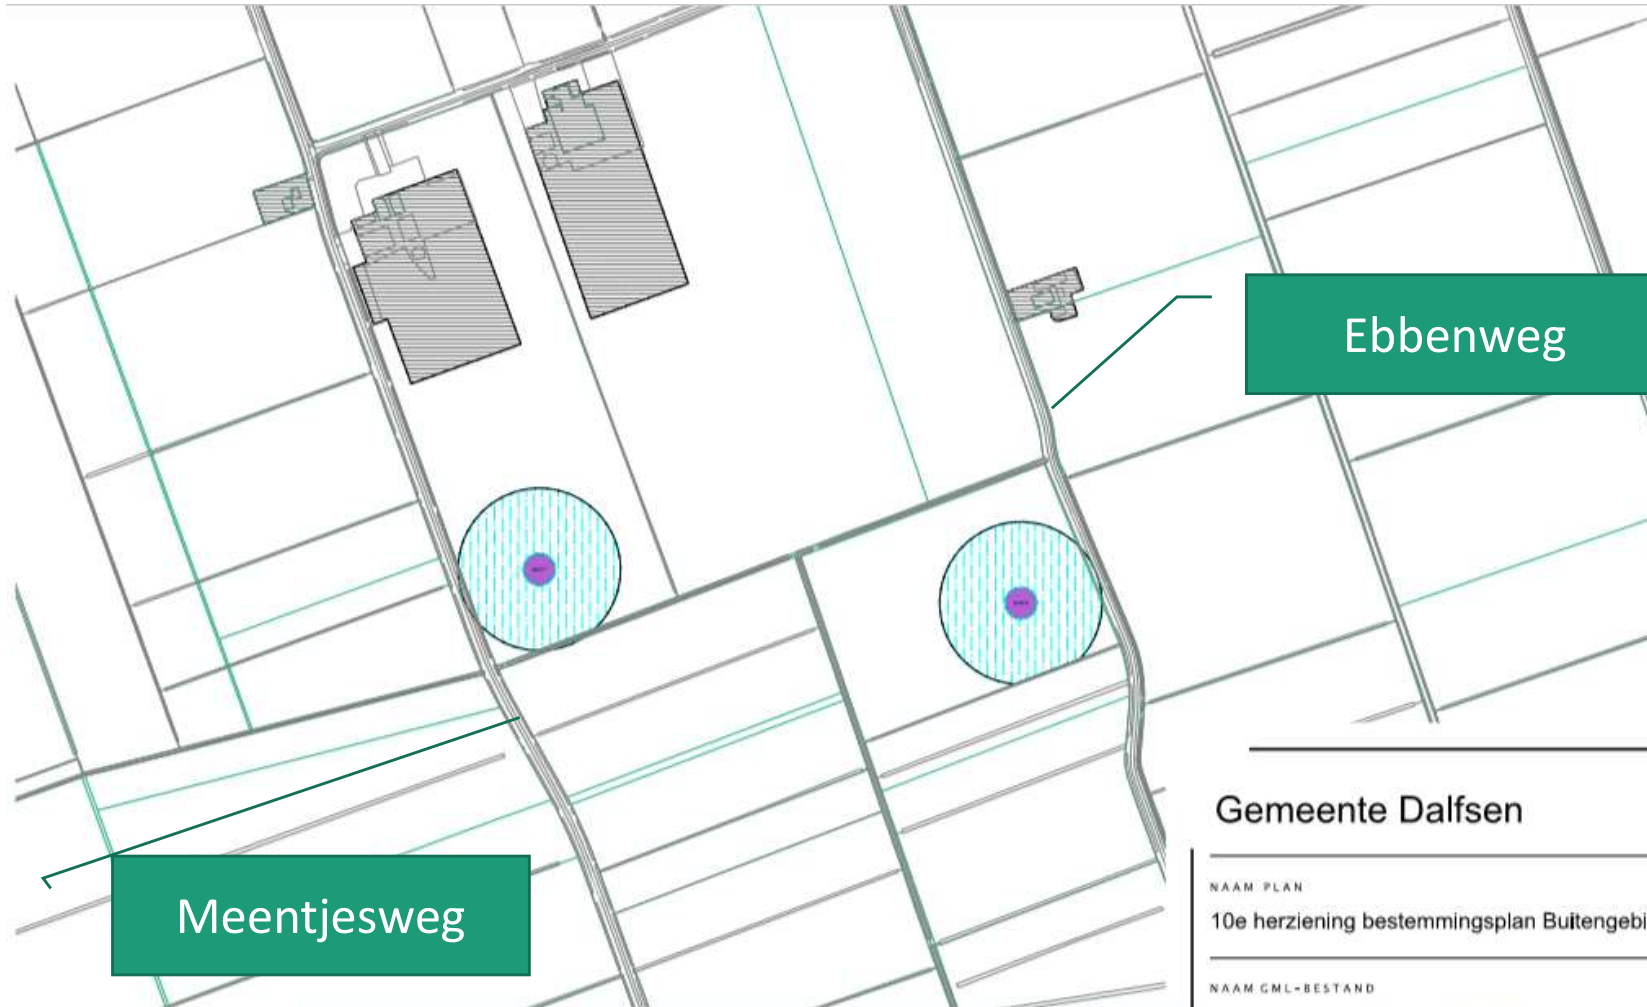 Ebbenweg
Meentjesweg
Gemeente Dalfsen
NAAM PLAN
10e herziening bestemmingsplan Buitengebi
NAAM GML-BESTAND